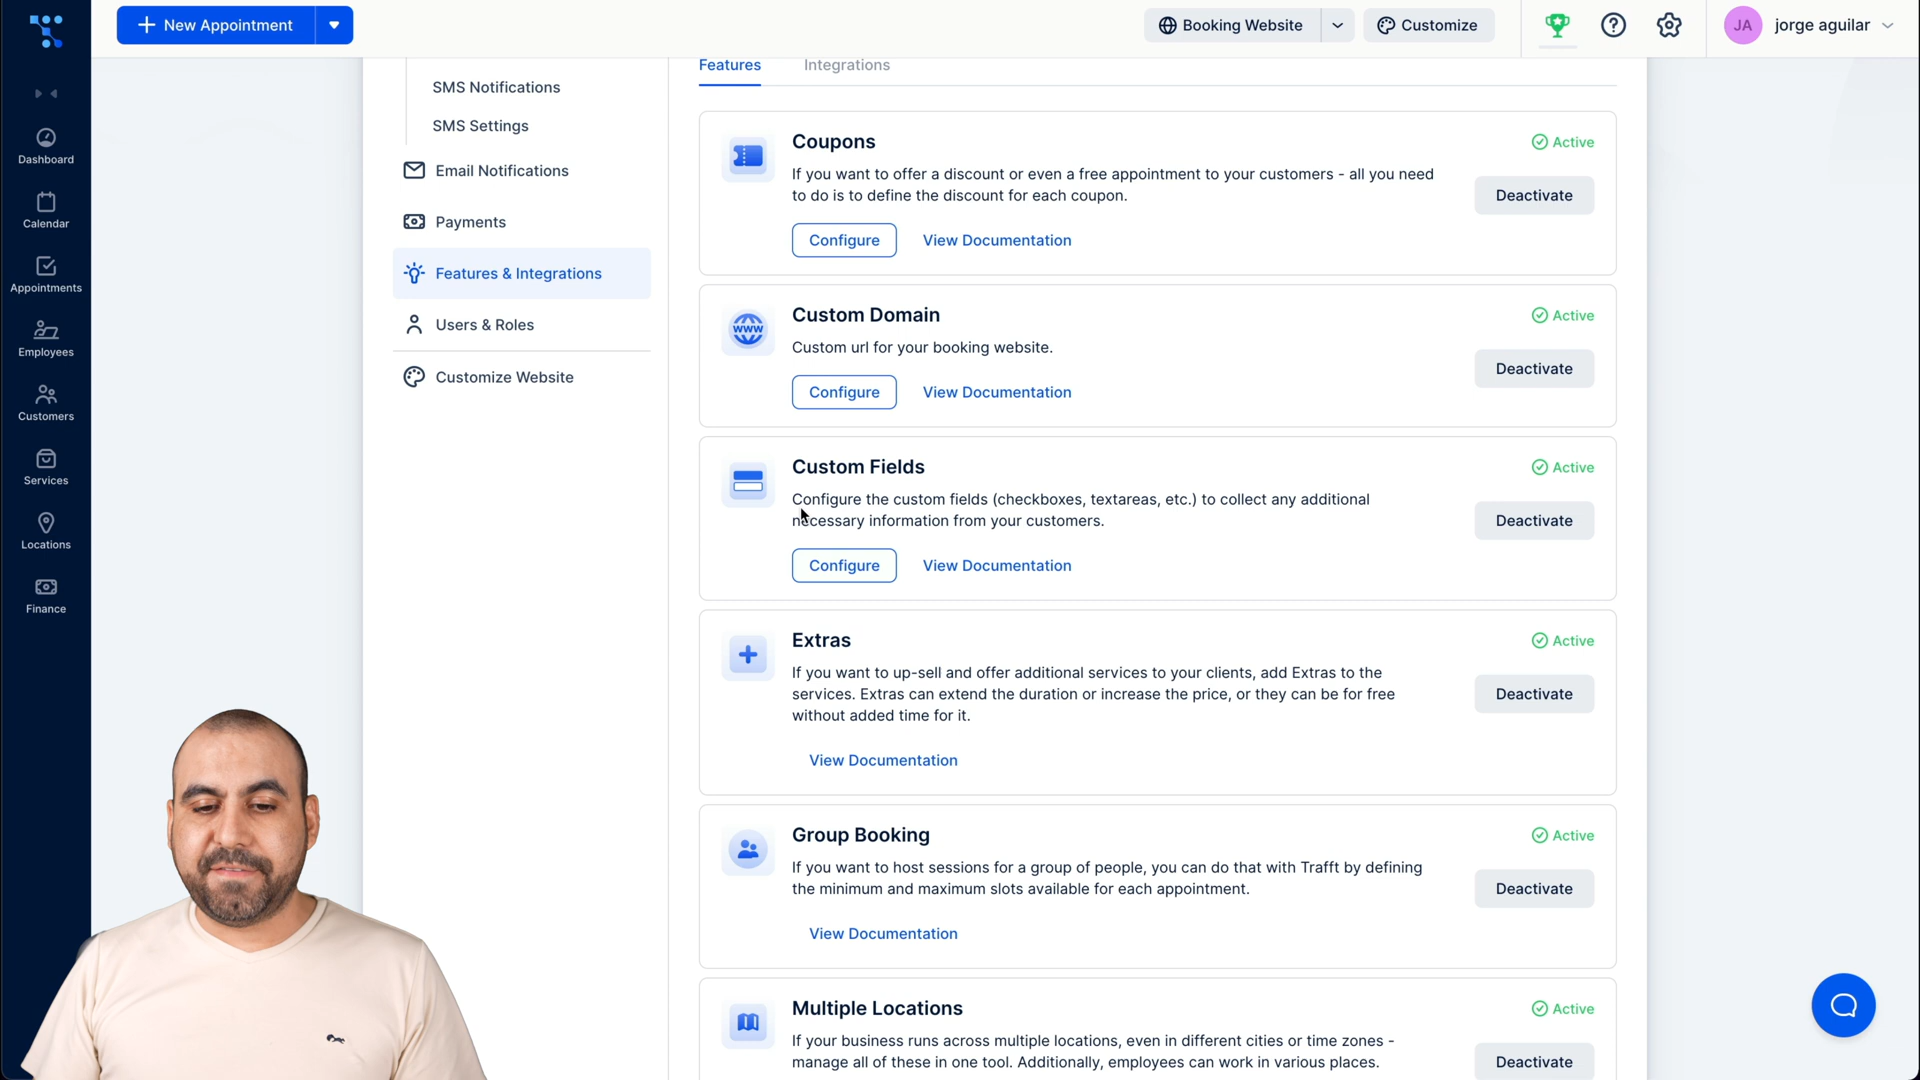 New Appointment
Booking Website
Customize
JA
jorge aguilar
Dashboard
Calendar
Appointments
Employees
Customers
Services
Locations
Finance
SMS Notifications
SMS Settings
Email Notifications
Payments
Features & Integrations
Users & Roles
Customize Website
Features
Integrations
Coupons
Active
If you want to offer a discount or even a free appointment to your customers - all you need
to do is to define the discount for each coupon.
Deactivate
Configure
View Documentation
www
Custom Domain
Active
Custom url for your booking website.
Deactivate
Configure
View Documentation
Custom Fields
Active
Configure the custom fields (checkboxes, textareas, etc.) to collect any additional
necessary information from your customers.
Deactivate
Configure
View Documentation
Extras
Active
If you want to up-sell and offer additional services to your clients, add Extras to the
services. Extras can extend the duration or increase the price, or they can be for free
without added time for it.
Deactivate
View Documentation
Group Booking
Active
If you want to host sessions for a group of people, you can do that with Trafft by defining
the minimum and maximum slots available for each appointment.
Deactivate
View Documentation
Multiple Locations
Active
If your business runs across multiple locations, even in different cities or time zones -
manage all of these in one tool. Additionally, employees can work in various places.
Deactivate